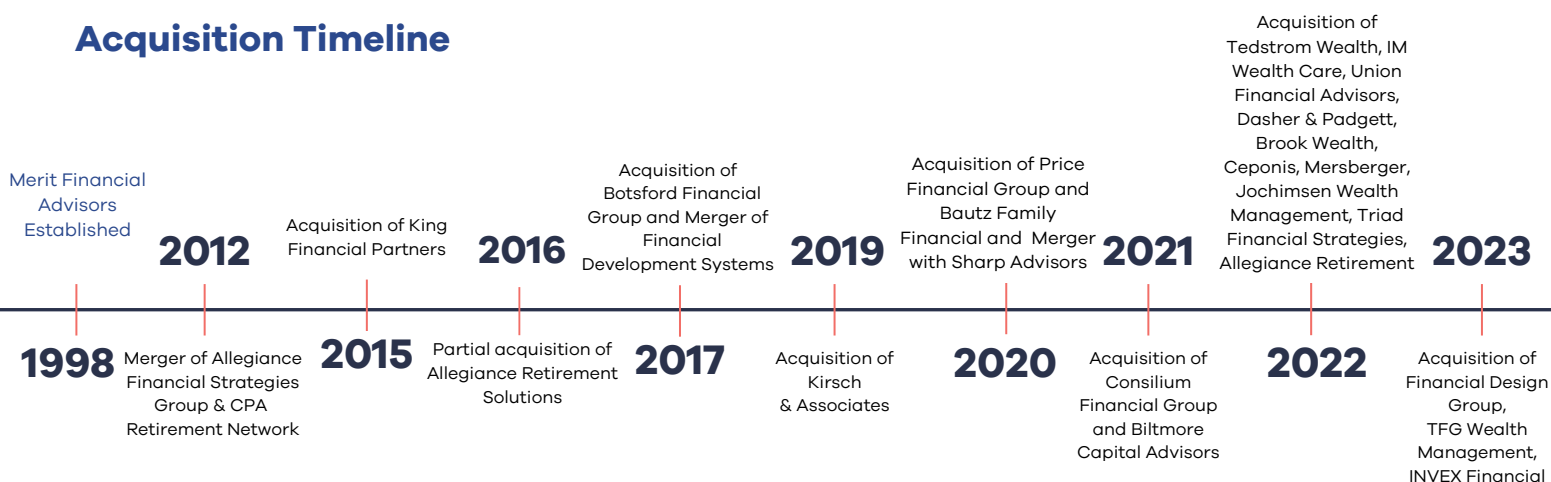 Acquisition Timeline
Merit Financial
Advisors
Established
1998
2012
Merger of Allegiance
Financial Strategies
Group & CPA
Retirement Network
Acquisition of King
Financial Partners
2015
2016
Partial acquisition of
Allegiance Retirement
Solutions
Acquisition of
Botsford Financial
Group and Merger of
Financial
Development Systems
2017
2019
Acquisition of
Kirsch
& Associates
Acquisition of Price
Financial Group and
Bautz Family
Financial and Merger
with Sharp Advisors
2020
2021
Acquisition of
Consilium
Financial Group
and Biltmore
Capital Advisors
Acquisition of
Tedstrom Wealth, IM
Wealth Care, Union
Financial Advisors,
Dasher & Padgett,
Brook Wealth,
Ceponis, Mersberger,
Jochimsen Wealth
Management, Triad
Financial Strategies,
Allegiance Retirement
2022
2023
Acquisition of
Financial Design
Group,
TFG Wealth
Management,
INVEX Financial